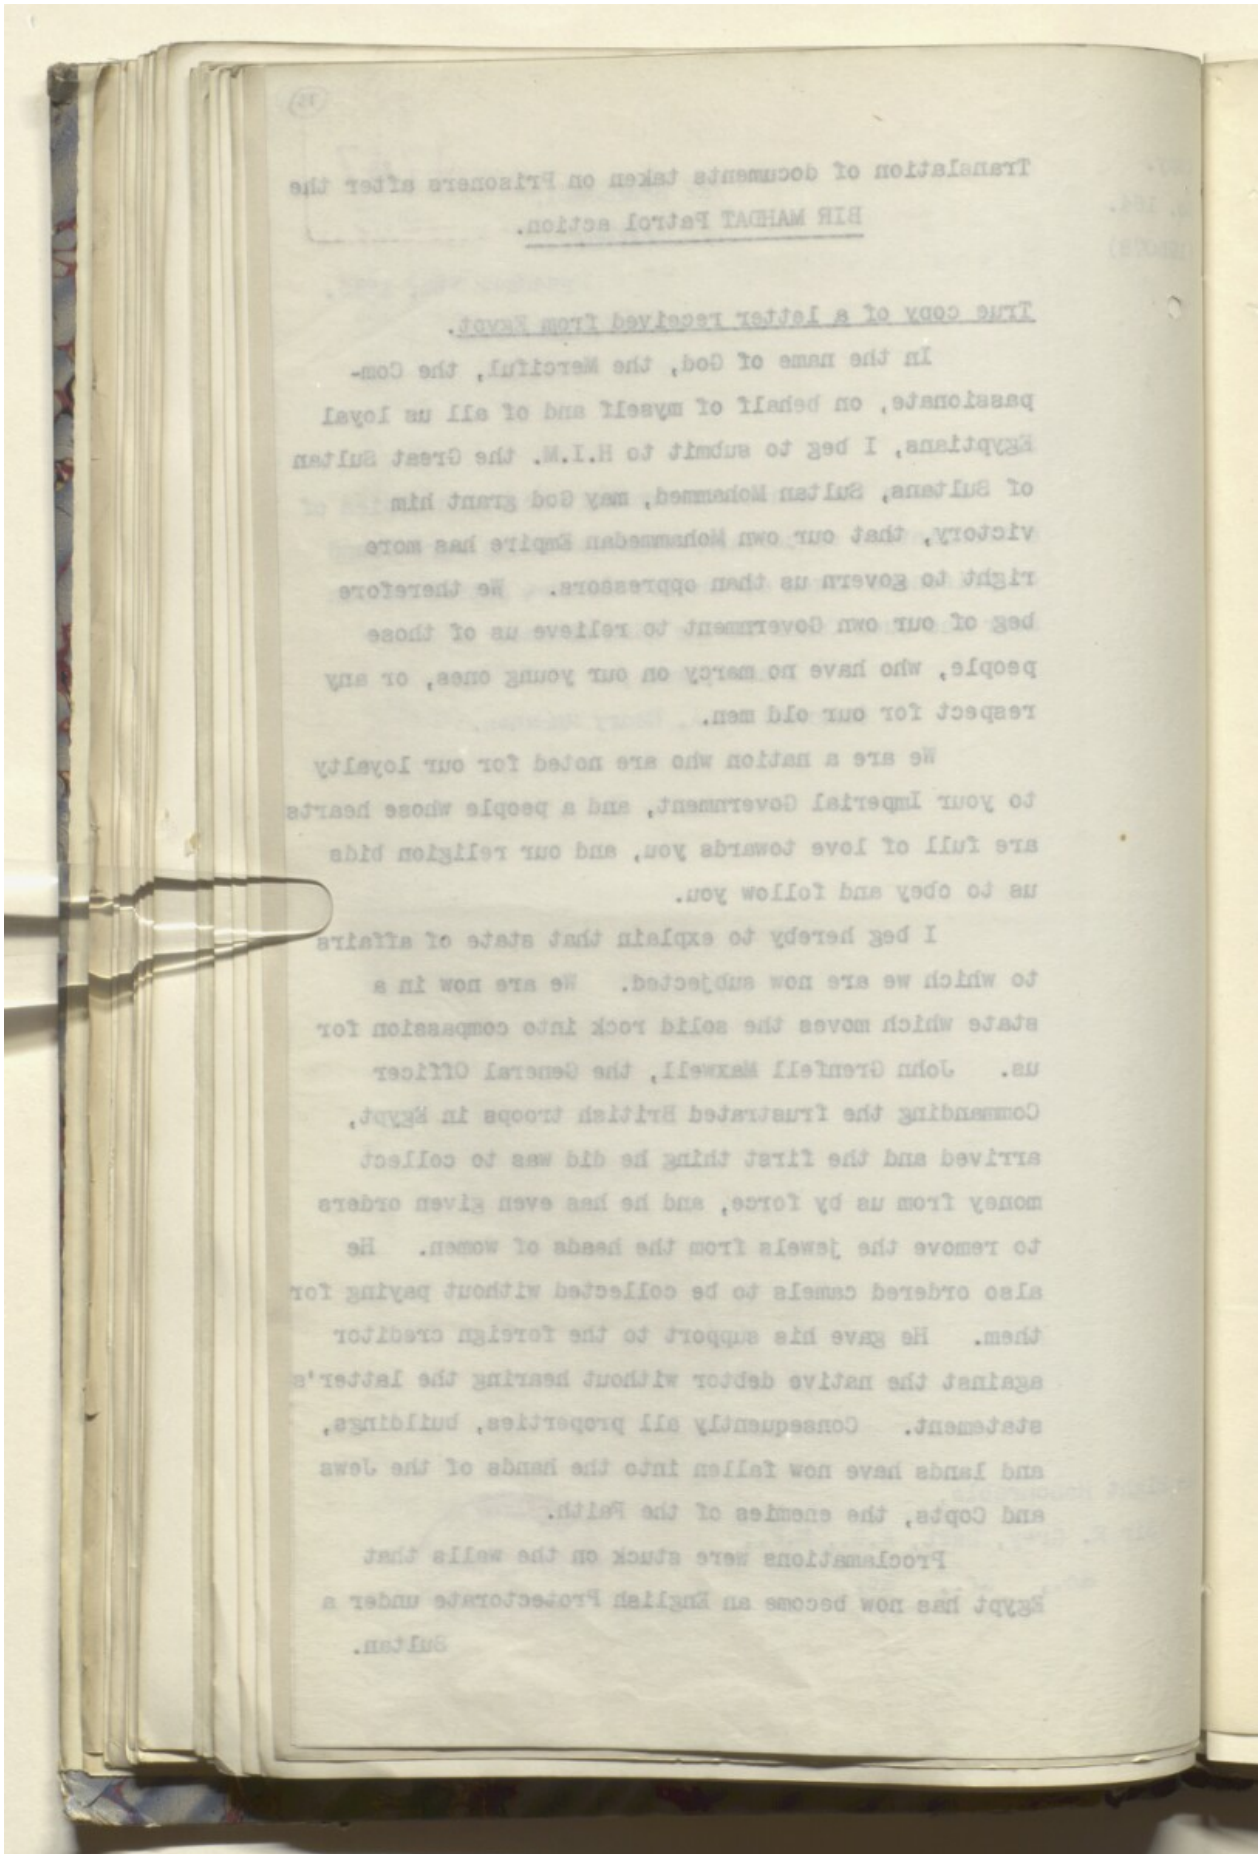 Translation of documents taken on Prisoners after the
BIR MAHDAT Patrol action.
True copy of a letter received from Egypt.
In the name of God, the Merciful, the Com-
passionate, on behalf of myself and of all us loyal
Egyptians, I beg to submit to H.I.M. the Great Sultan
of Sultans, Sultan Mohammed, may God grant him
victory, that our own Mohammedan Empire has more
right to govern us than oppressors. We therefore
beg of our own Government to relieve us of those
people, who have no mercy on our young ones, or any
respect for our old men.
We are a nation who are noted for our loyalty
to your Imperial Government, and a people whose hearts
are full of love towards you, and our religion bids
us to obey and follow you.
I beg hereby to explain that state of affairs
to which we are now subjected. We are now in a
state which moves the solid rock into compassion for
us. John Grenfell Maxwell, the General Officer
Commanding the frustrated British troops in Egypt,
arrived and the first thing he did was to collect
money from us by force, and he has even given orders
to remove the jewels from the heads of women. He
also ordered camels to be collected without paying for
them. He gave his support to the foreign creditor
against the native debtor without hearing the latter's
statement. Consequently all properties, buildings,
and lands have now fallen into the hands of the Jews
and Copts, the enemies of the Faith.
Proclamations were stuck on the walls that
Egypt has now become an English Protectorate under a
Sultan.